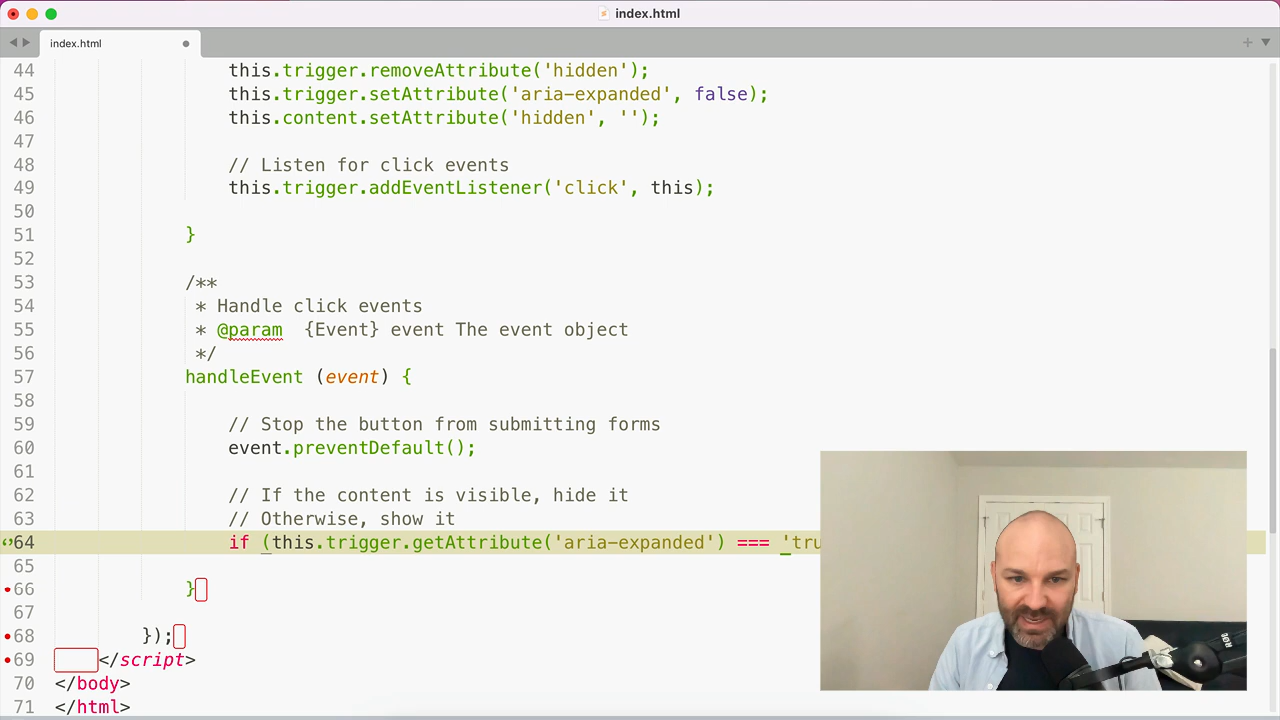 index.html
index.html
44 this.trigger.removeAttribute('hidden');
45 this.trigger.setAttribute('aria-expanded', false);
46 this.content.setAttribute('hidden', '');
47
48 // Listen for click events
49 this.trigger.addEventListener('click', this);
50
51 }
52
53 /**
54 * Handle click events
55 * @param {Event} event The event object
56 */
57 handleEvent (event) {
58
59 // Stop the button from submitting forms
60 event.preventDefault();
61
62 // If the content is visible, hide it
63 // Otherwise, show it
64 if (this.trigger.getAttribute('aria-expanded') === 'tru
65
66 }
67
68 });
69 </script>
70 </body>
71 </html>